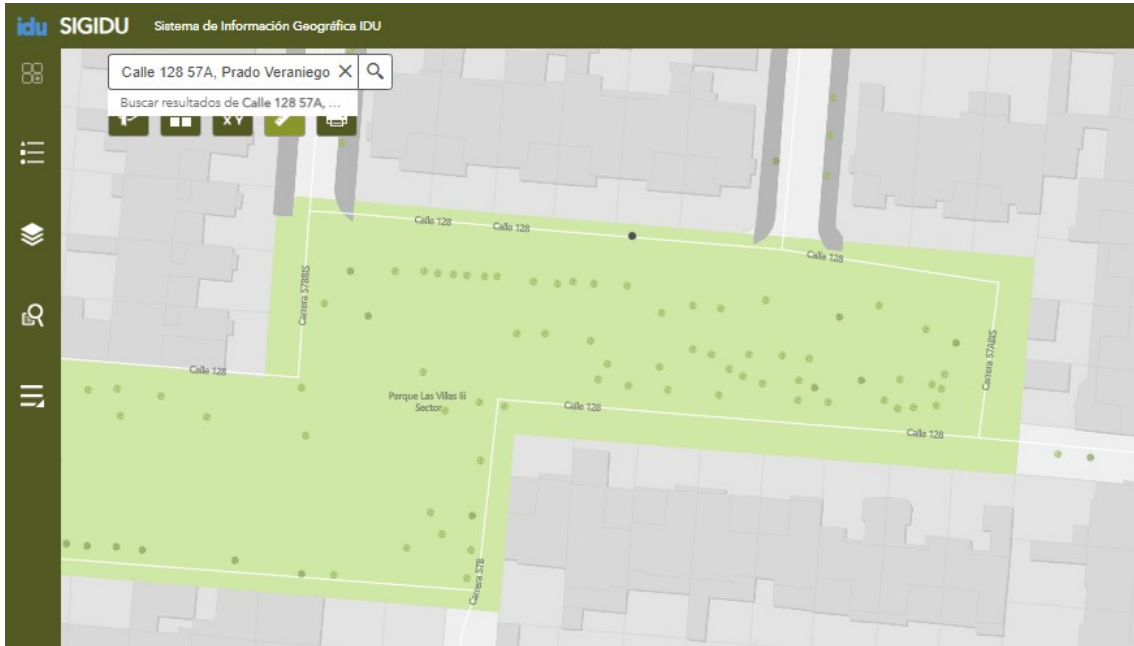 idu SIGIDU Sistema de Información Geográfica IDU
Calle 128 57A, Prado Veraniego
Buscar resultados de Calle 128 57A, ...
XY
Calle 128
Calle 128
Calle 128
Carrera 57BBIS
Carrera 57ABIS
Calle 128
Parque Las Villas Iii
Sector
Calle 128
Calle 128
Carrera 57B